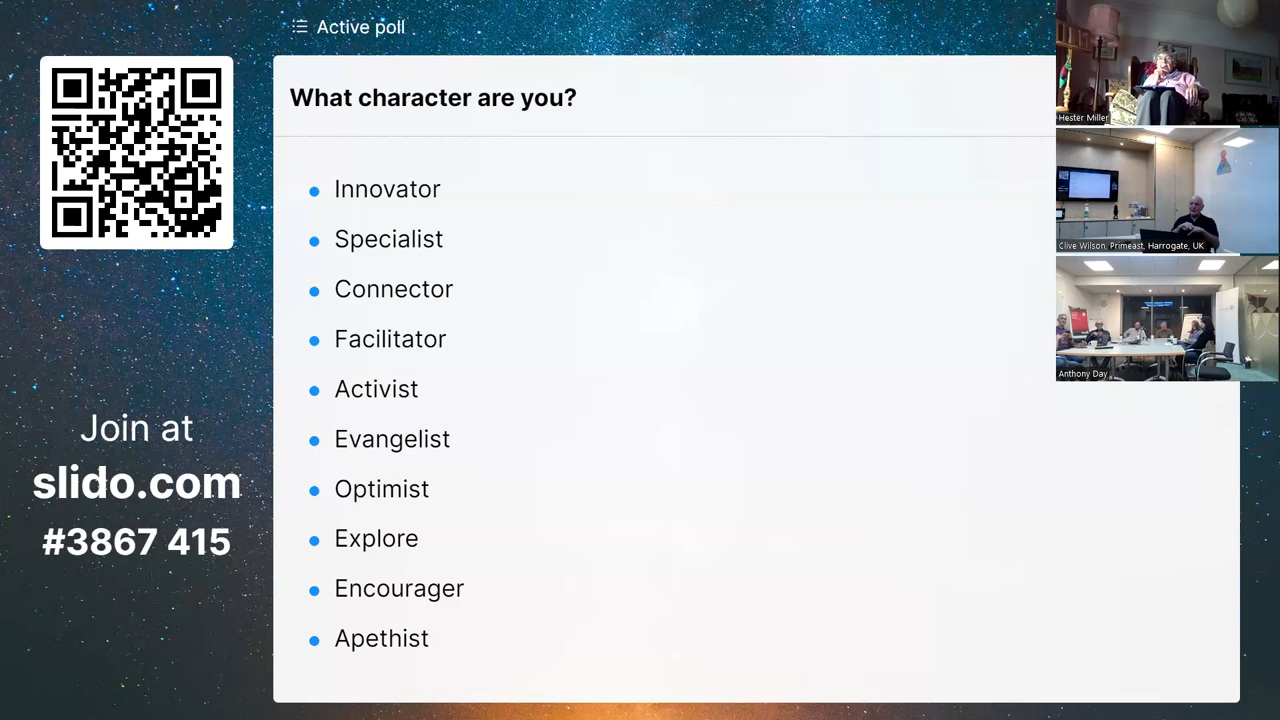 Active poll
What character are you?
Innovator
Specialist
Connector
Facilitator
Activist
Evangelist
Optimist
Explore
Encourager
Apethist
Join at
slido.com
#3867 415
Hester Miller
Clive Wilson, Primeast, Harrogate, UK
Anthony Day